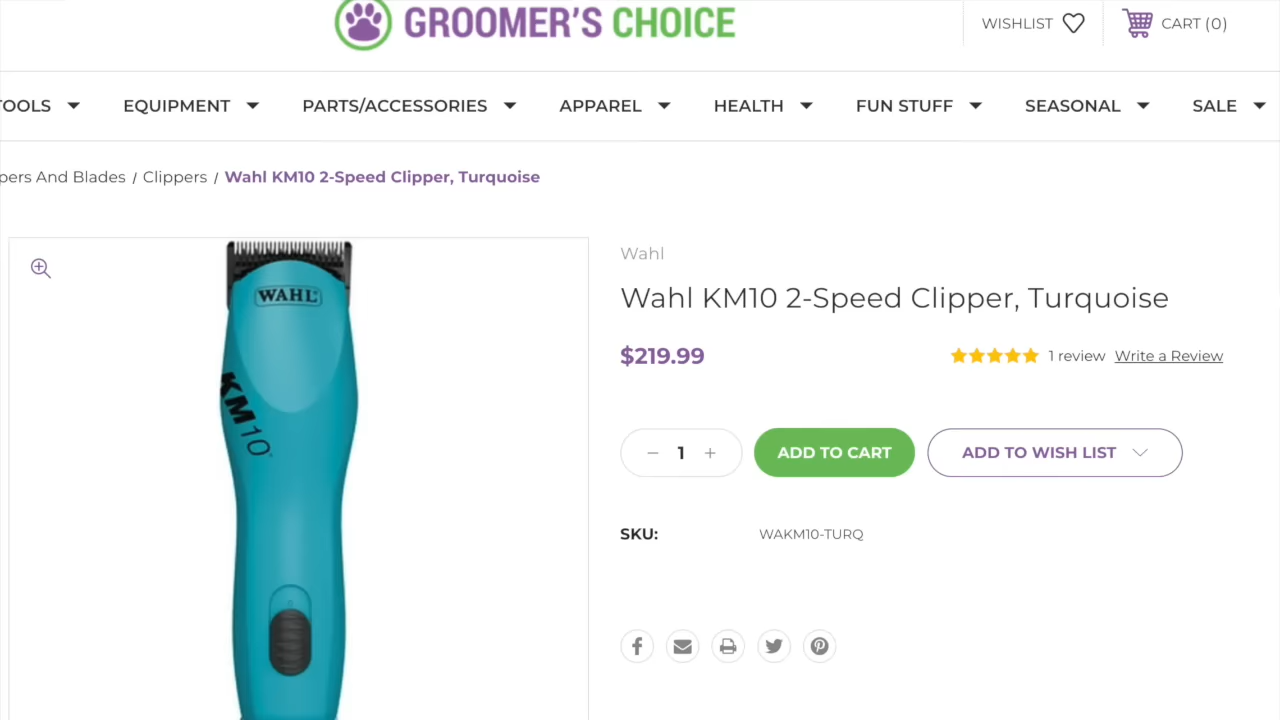 GROOMER'S CHOICE
WISHLIST
CART (0)
TOOLS
EQUIPMENT
PARTS/ACCESSORIES
APPAREL
HEALTH
FUN STUFF
SEASONAL
SALE
And Blades / Clippers / Wahl KM10 2-Speed Clipper, Turquoise
WAHL
KM10
Wahl
Wahl KM10 2-Speed Clipper, Turquoise
$219.99
1 review Write a Review
− 1 +
ADD TO CART
ADD TO WISH LIST
SKU: WAKM10-TURQ